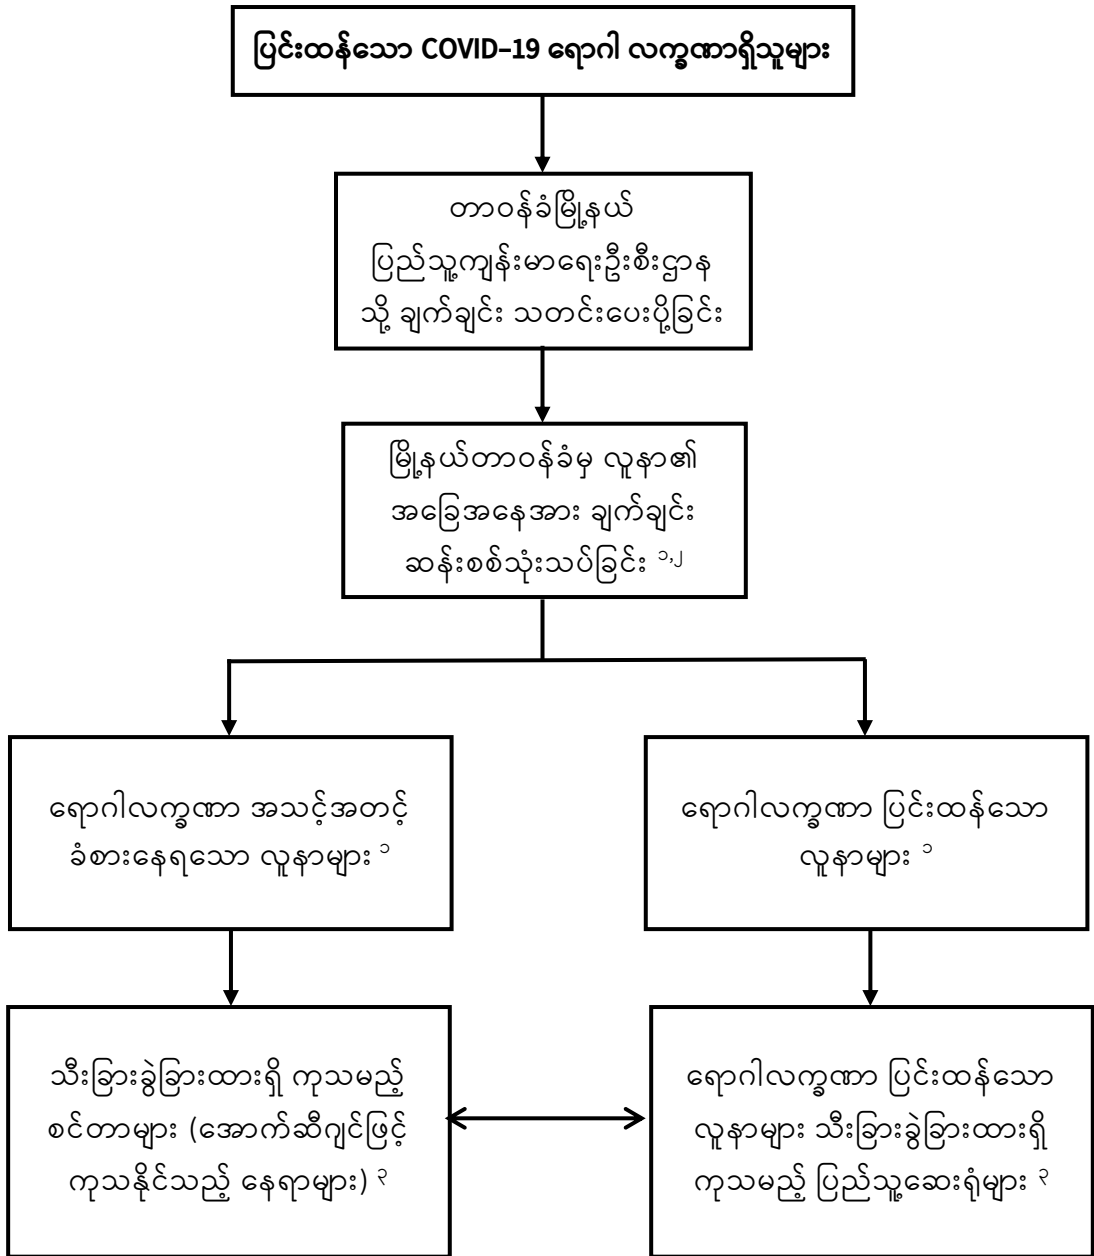 ပြင်းထန်သော COVID–19 ရောဂါ လက္ခဏာရှိသူများ
တာဝန်ခံမြို့နယ်
ပြည်သူ့ကျန်းမာရေးဦးစီးဌာန
သို့ ချက်ချင်း သတင်းပေးပို့ခြင်း
မြို့နယ်တာဝန်ခံမှ လူနာ၏
အခြေအနေအား ချက်ချင်း
ဆန်းစစ်သုံးသပ်ခြင်း ၁,၂
ရောဂါလက္ခဏာ အသင့်အတင့်
ခံစားနေရသော လူနာများ ၁
ရောဂါလက္ခဏာ ပြင်းထန်သော
လူနာများ ၁
သီးခြားခွဲခြားထားရှိ ကုသမည့်
စင်တာများ (အောက်ဆီဂျင်ဖြင့်
ကုသနိုင်သည့် နေရာများ) ၃
ရောဂါလက္ခဏာ ပြင်းထန်သော
လူနာများ သီးခြားခွဲခြားထားရှိ
ကုသမည့် ပြည်သူ့ဆေးရုံများ ၃